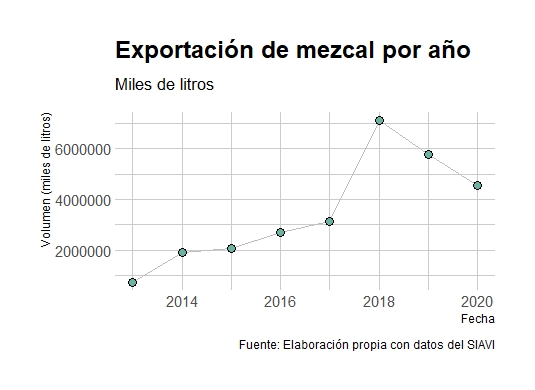 Exportación de mezcal por año
Miles de litros
Volumen (miles de litros)
6000000
4000000
2000000
2014 2016 2018 2020
Fecha
Fuente: Elaboración propia con datos del SIAVI